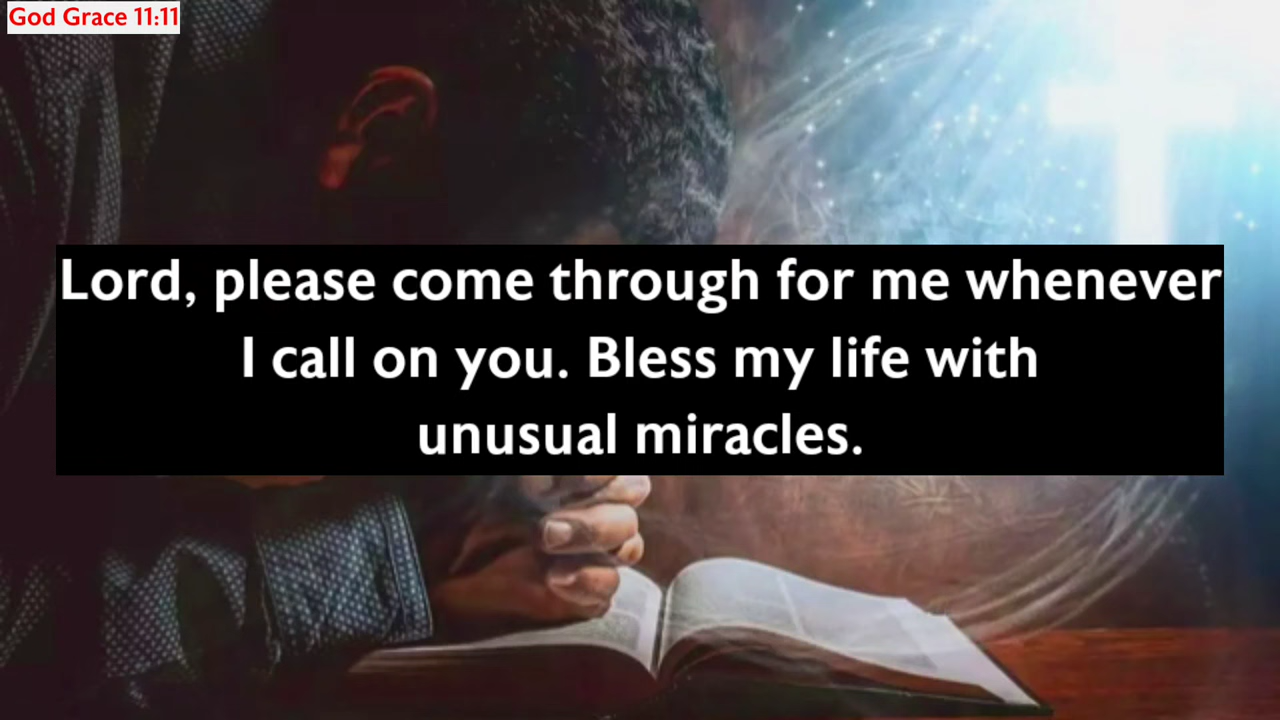 God Grace 11:11
Lord, please come through for me whenever
I call on you. Bless my life with
unusual miracles.